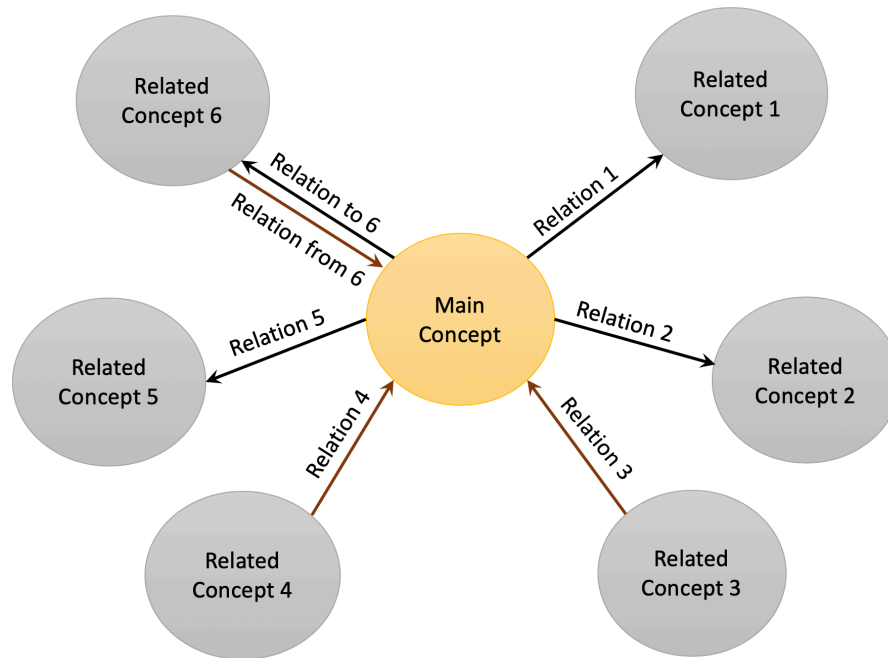 Related
Concept 6
Related
Concept 1
Relation to 6
Relation 1
Relation from 6
Main
Concept
Relation 5
Relation 2
Related
Concept 5
Related
Concept 2
Relation 4
Relation 3
Related
Concept 4
Related
Concept 3